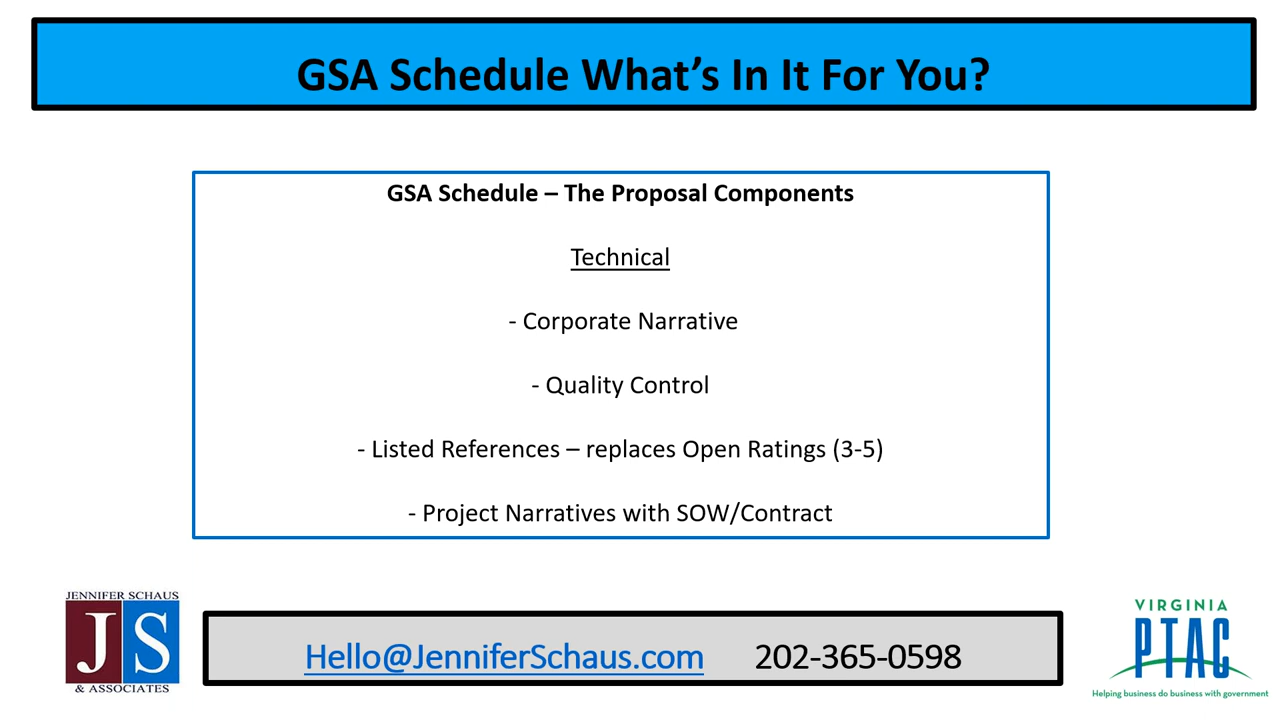 GSA Schedule What’s In It For You?
GSA Schedule – The Proposal Components
Technical
- Corporate Narrative
- Quality Control
- Listed References – replaces Open Ratings (3-5)
- Project Narratives with SOW/Contract
JENNIFER SCHAUS
JS
& ASSOCIATES
Hello@JenniferSchaus.com 202-365-0598
VIRGINIA
PTAC
Helping business do business with government